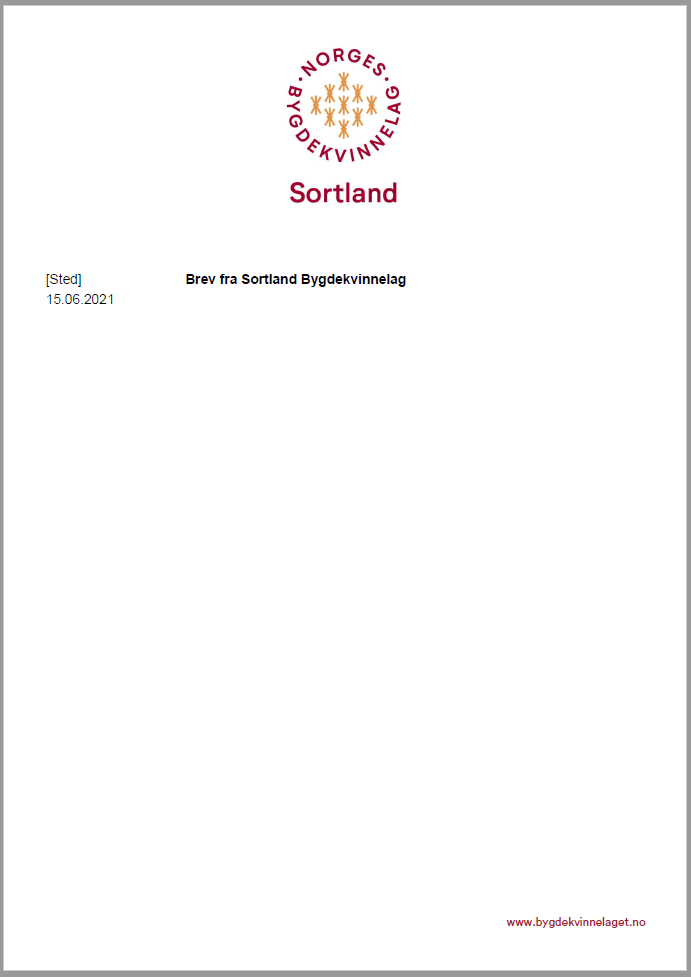 · NORGES ·
BYGDEKVINNELAG
Sortland
[Sted]
15.06.2021
Brev fra Sortland Bygdekvinnelag
www.bygdekvinnelaget.no